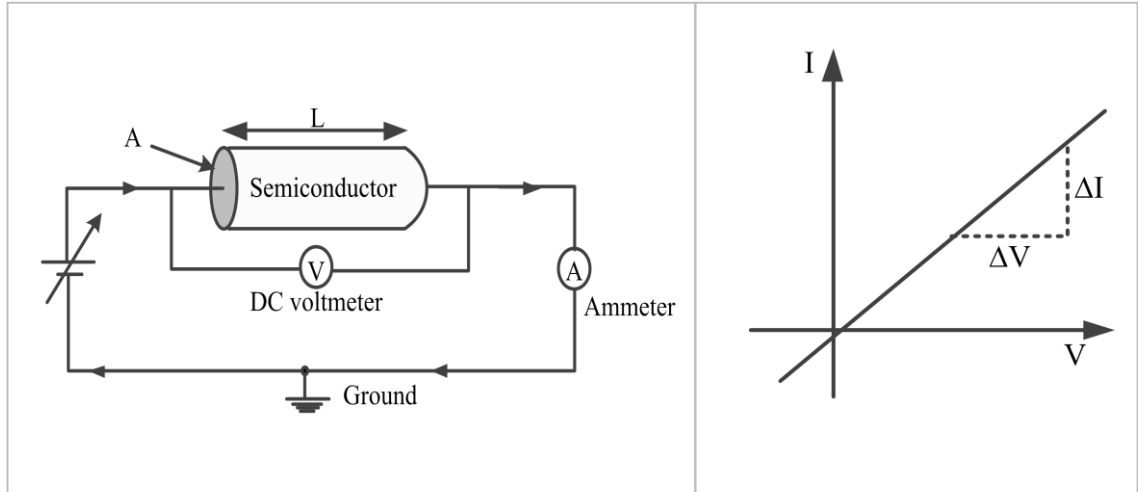 L
A
Semiconductor
V
DC voltmeter
A
Ammeter
Ground
I
ΔI
ΔV
V